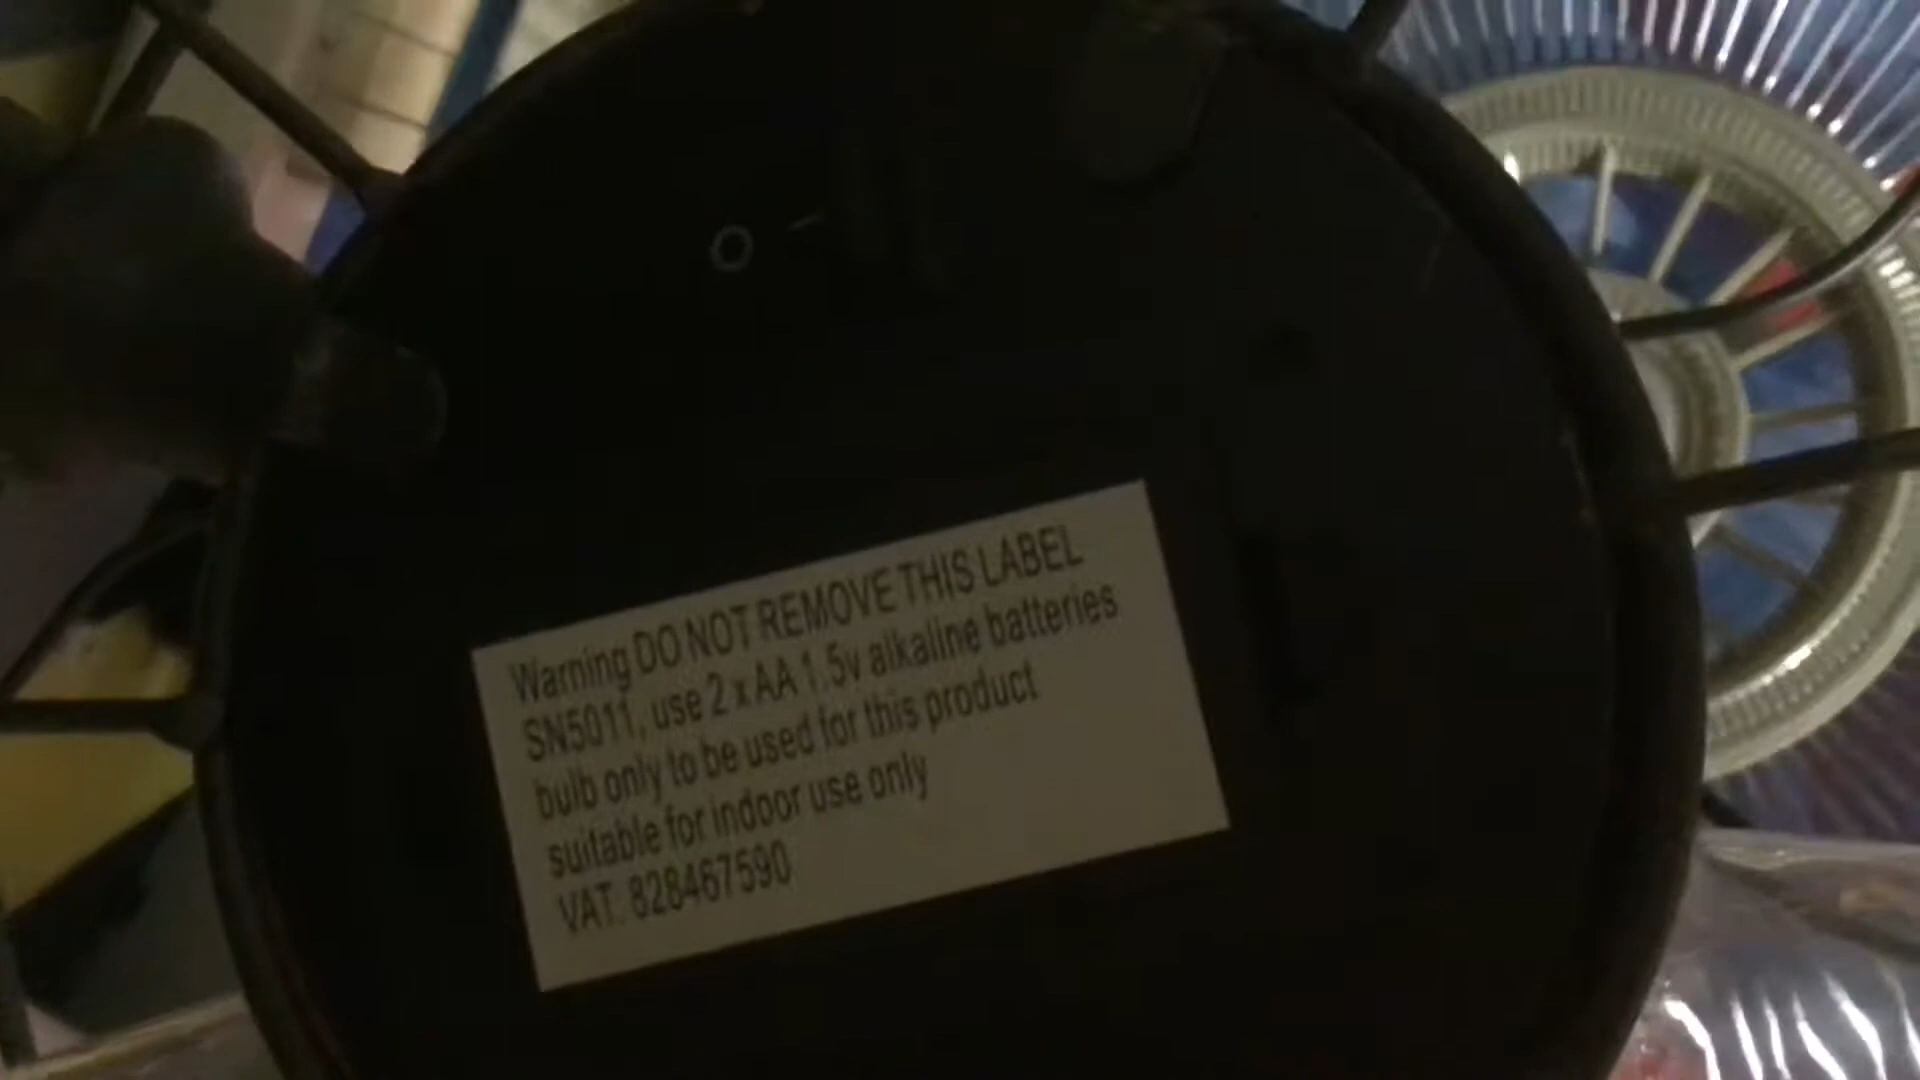 Warning DO NOT REMOVE THIS LABEL
SN5011, use 2 x AA 1.5v alkaline batteries
bulb only to be used for this product
suitable for indoor use only
VAT: 828467590